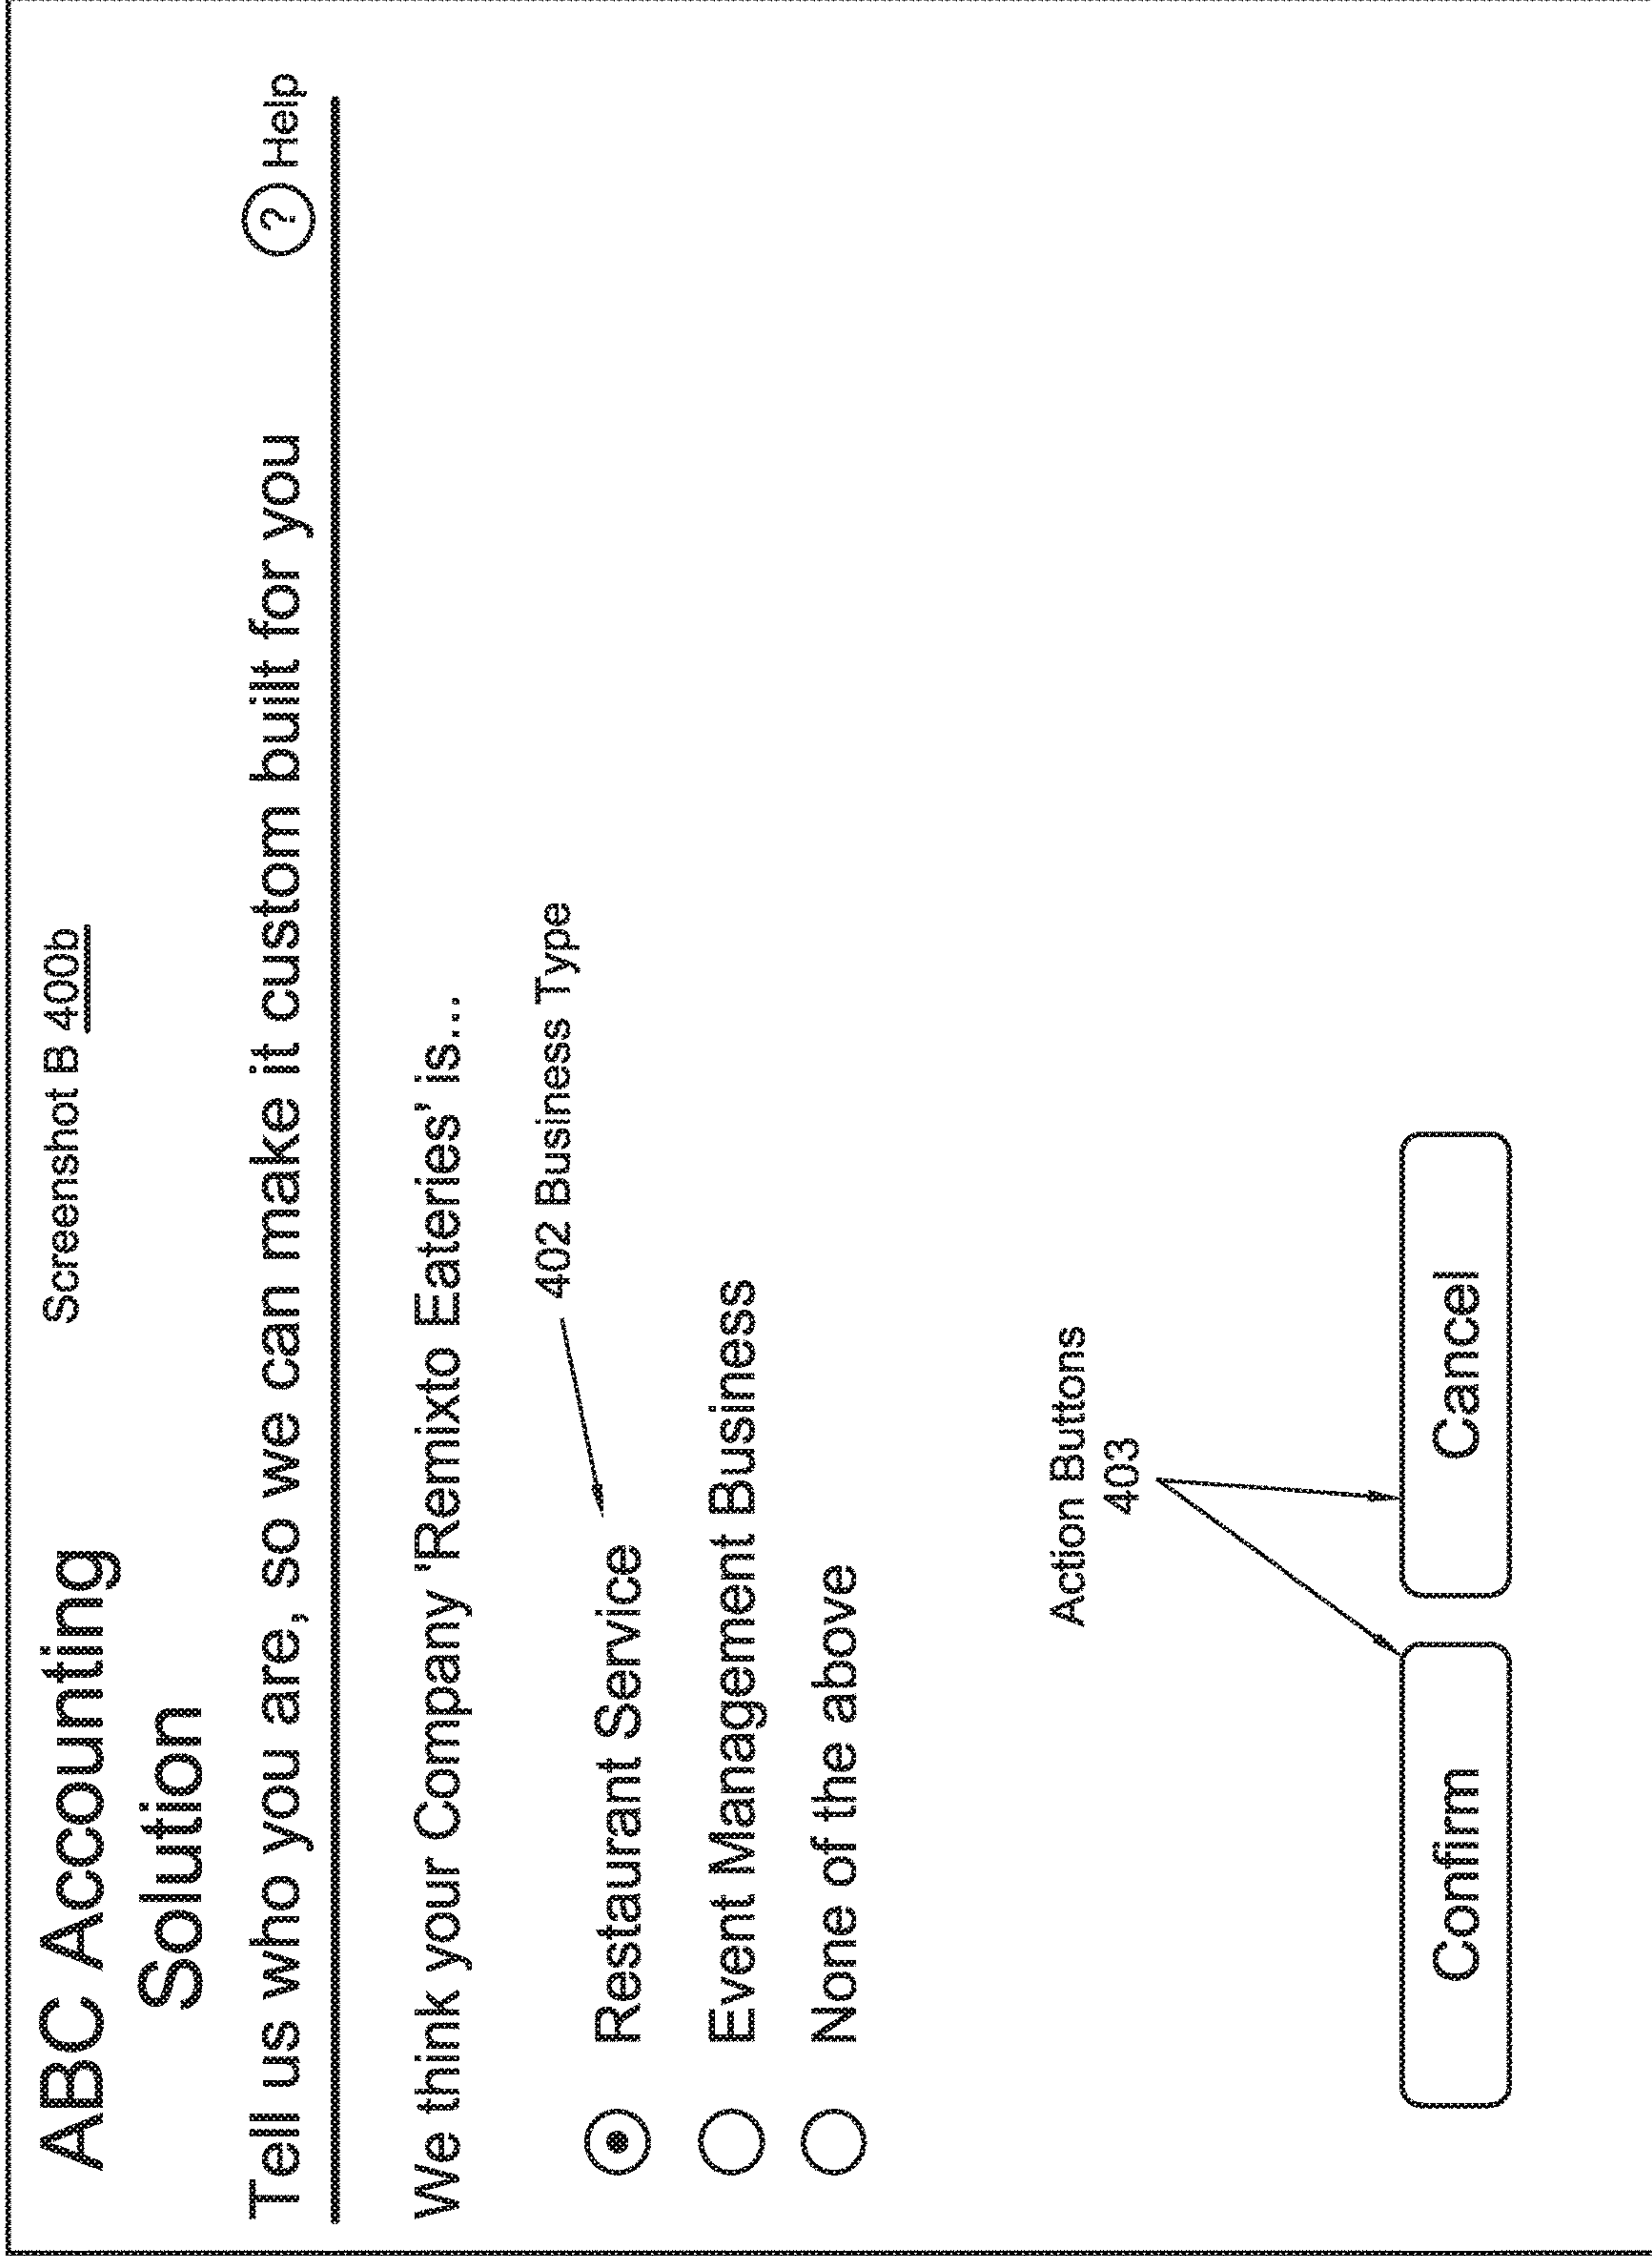 ABC Accounting
Solution
Screenshot B 400b
Tell us who you are, so we can make it custom built for you
? Help
We think your Company 'Remixto Eateries' is...
402 Business Type
Restaurant Service
Event Management Business
None of the above
Action Buttons
403
Confirm
Cancel